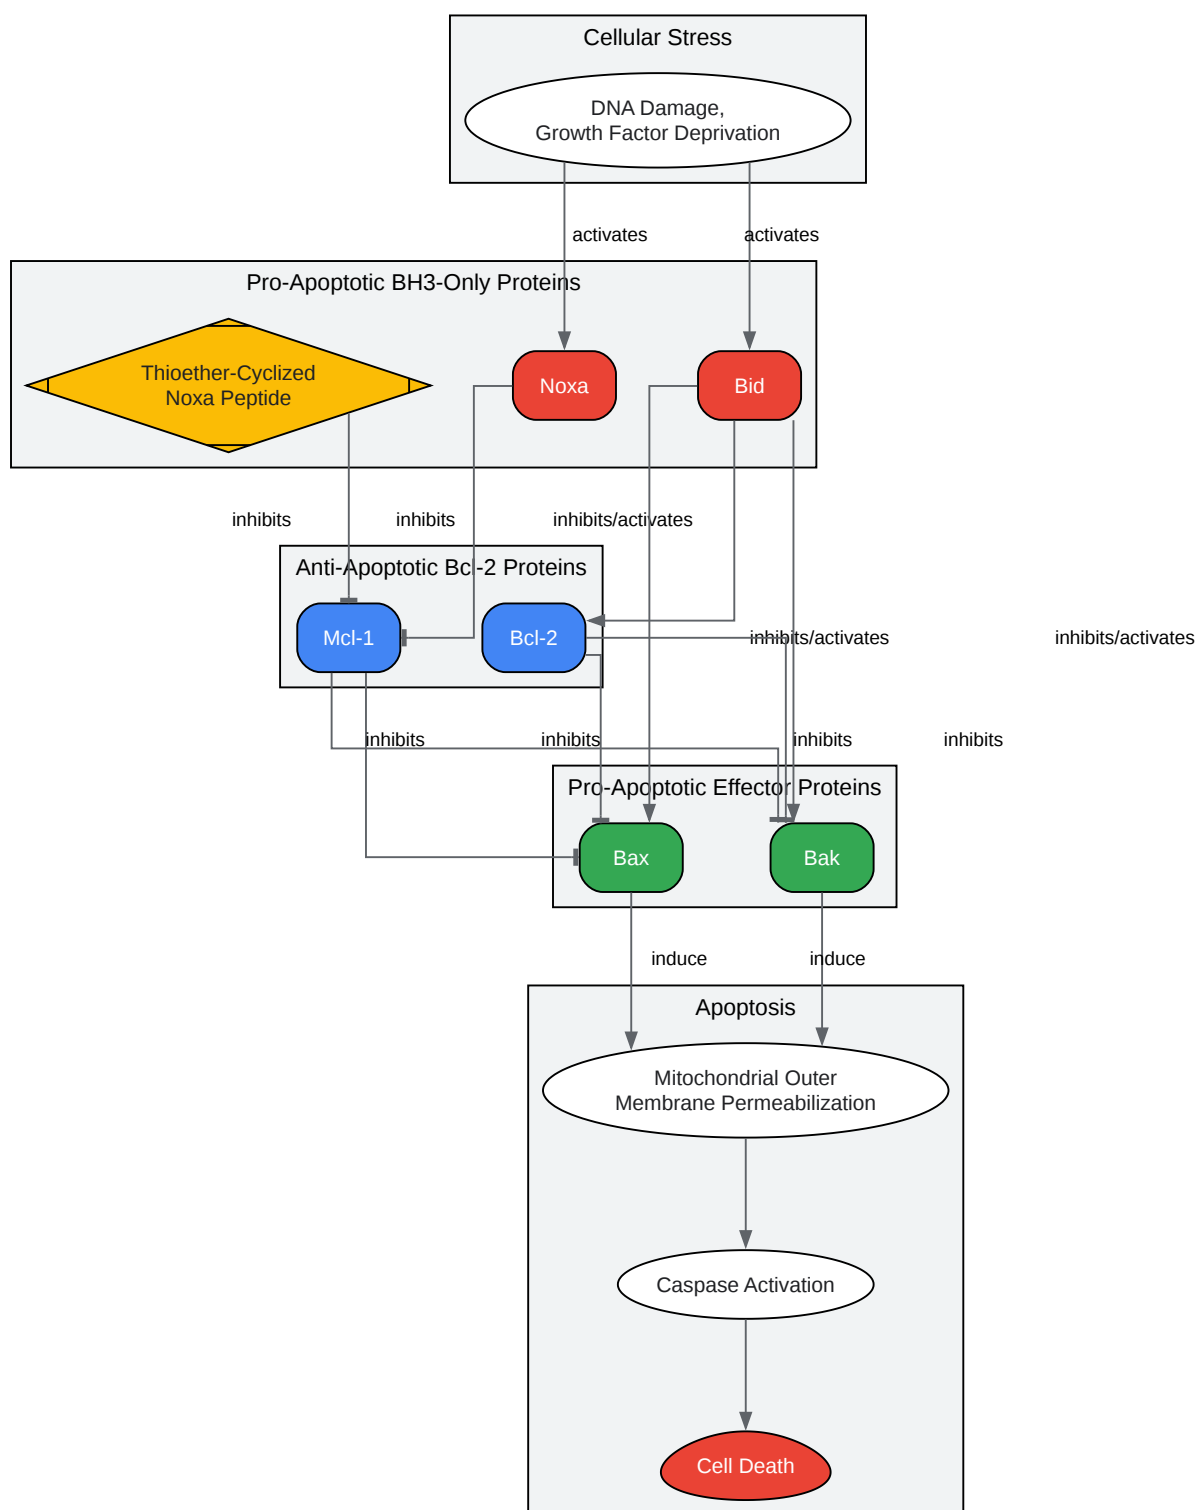 Cellular Stress
DNA Damage,
Growth Factor Deprivation
activates
activates
Pro-Apoptotic BH3-Only Proteins
Thioether-Cyclized
Noxa Peptide
Noxa
Bid
inhibits
inhibits
inhibits/activates
Anti-Apoptotic Bcl-2 Proteins
Mcl-1
Bcl-2
inhibits/activates
inhibits/activates
inhibits
inhibits
inhibits
inhibits
Pro-Apoptotic Effector Proteins
Bax
Bak
induce
induce
Apoptosis
Mitochondrial Outer
Membrane Permeabilization
Caspase Activation
Cell Death